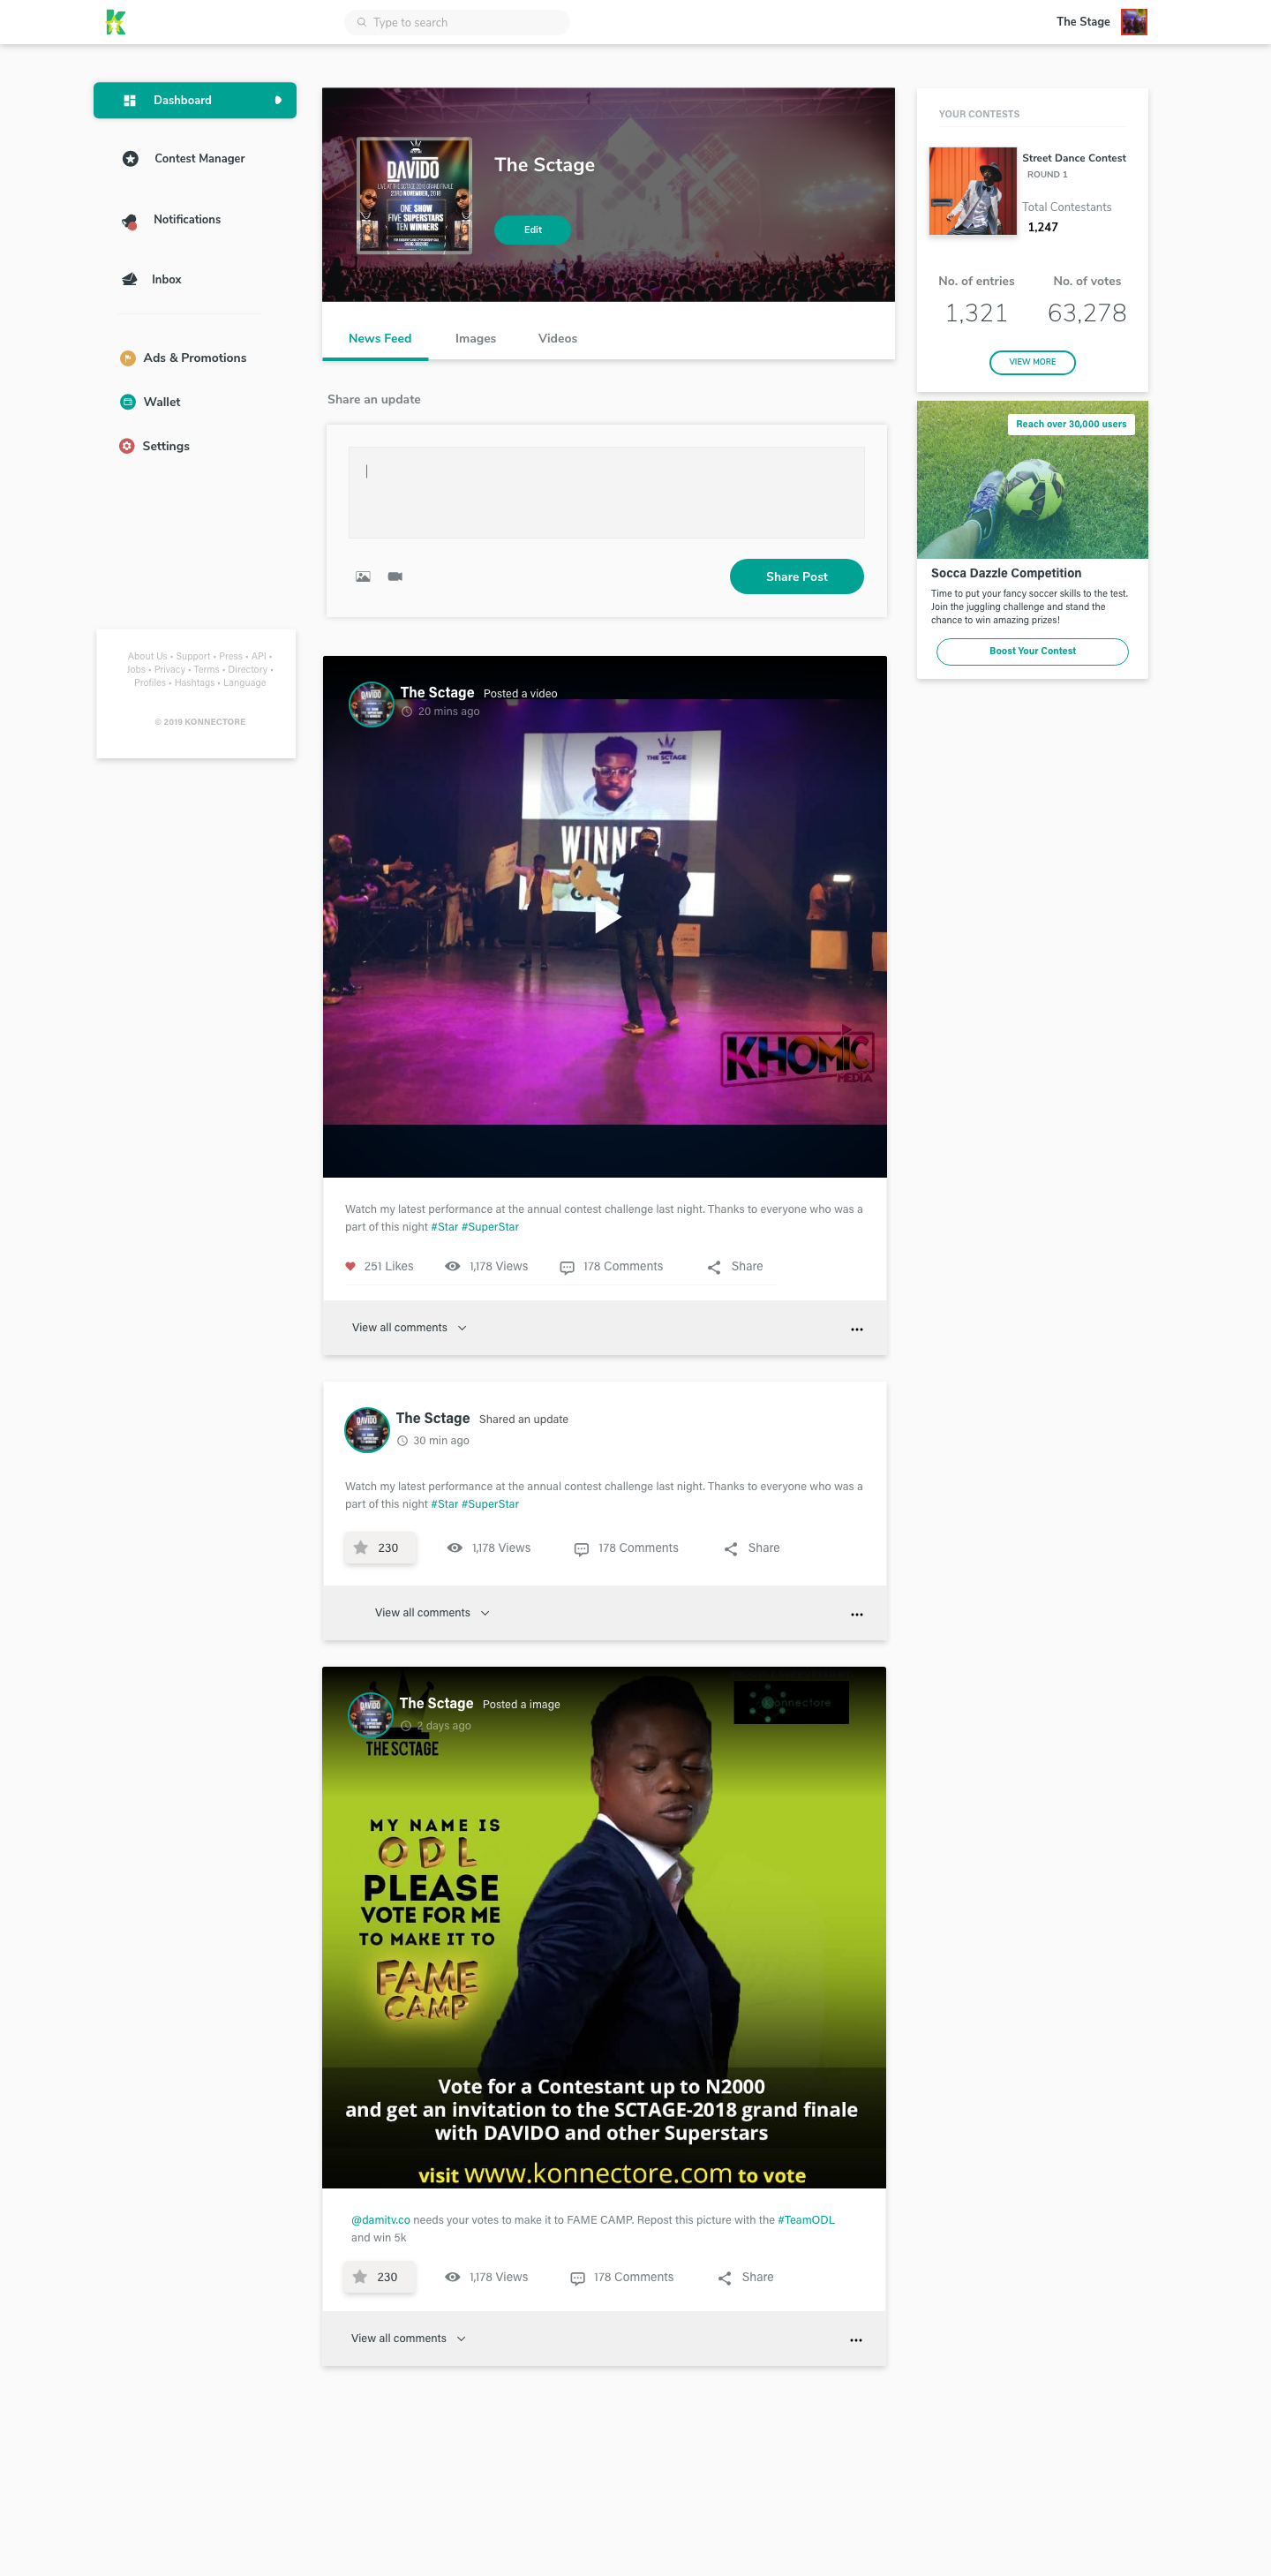 Type to search
The Stage
Dashboard
Contest Manager
Notifications
Inbox
Ads & Promotions
Wallet
Settings
About Us • Support • Press • API •
Jobs • Privacy • Terms • Directory •
Profiles • Hashtags • Language
© 2019 KONNECTORE
DAVIDO
LIVE AT THE SCTAGE 2018 GRAND FINALE
23RD NOVEMBER, 2018
ONE SHOW
FIVE SUPERSTARS
TEN WINNERS
The Sctage
Edit
News Feed
Images
Videos
Share an update
Share Post
YOUR CONTESTS
Street Dance Contest
ROUND 1
Total Contestants
1,247
No. of entries
No. of votes
1,321
63,278
VIEW MORE
Reach over 30,000 users
Socca Dazzle Competition
Time to put your fancy soccer skills to the test.
Join the juggling challenge and stand the
chance to win amazing prizes!
Boost Your Contest
DAVIDO
The Sctage Posted a video
20 mins ago
THE SCTAGE
KHOMIC
MEDIA
Watch my latest performance at the annual contest challenge last night. Thanks to everyone who was a
part of this night #Star #SuperStar
251 Likes
1,178 Views
178 Comments
Share
View all comments
DAVIDO
The Sctage Shared an update
30 min ago
Watch my latest performance at the annual contest challenge last night. Thanks to everyone who was a
part of this night #Star #SuperStar
230
1,178 Views
178 Comments
Share
View all comments
DAVIDO
The Sctage Posted a image
2 days ago
THE SCTAGE
Konnectore
MY NAME IS
ODL
PLEASE
VOTE FOR ME
TO MAKE IT TO
FAME
CAMP
Vote for a Contestant up to N2000
and get an invitation to the SCTAGE-2018 grand finale
with DAVIDO and other Superstars
visit www.konnectore.com to vote
@damitv.co needs your votes to make it to FAME CAMP. Repost this picture with the #TeamODL
and win 5k
230
1,178 Views
178 Comments
Share
View all comments